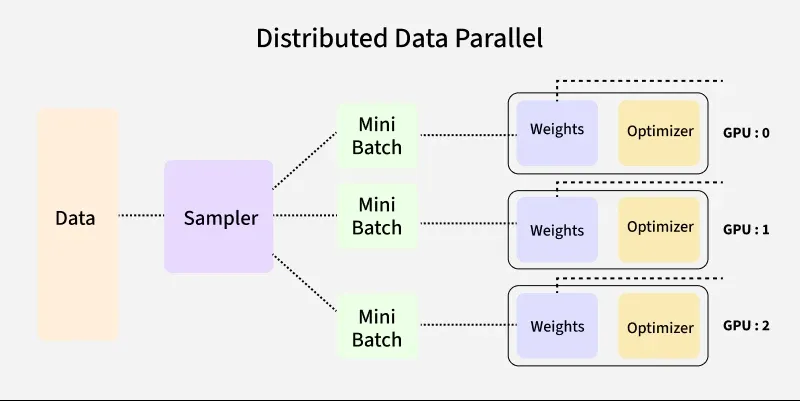 Distributed Data Parallel
Data
Sampler
Mini
Batch
Mini
Batch
Mini
Batch
Weights
Optimizer
GPU : 0
Weights
Optimizer
GPU : 1
Weights
Optimizer
GPU : 2